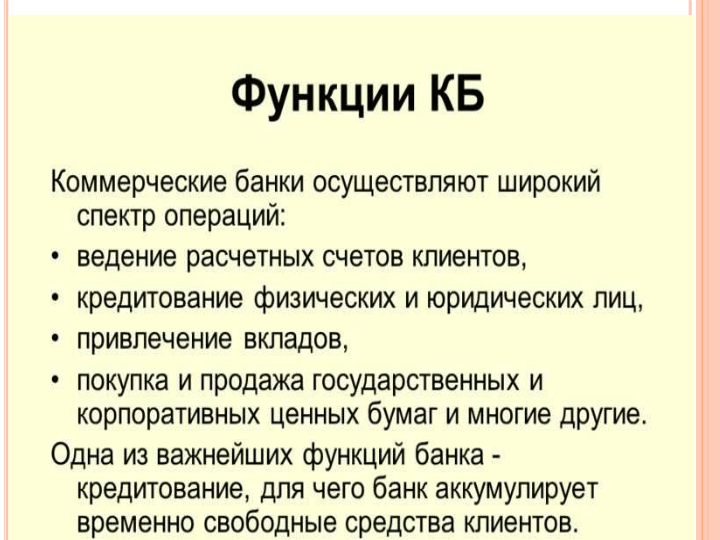 Функции КБ
Коммерческие банки осуществляют широкий
спектр операций:
• ведение расчетных счетов клиентов,
• кредитование физических и юридических лиц,
• привлечение вкладов,
• покупка и продажа государственных и
корпоративных ценных бумаг и многие другие.
Одна из важнейших функций банка -
кредитование, для чего банк аккумулирует
временно свободные средства клиентов.